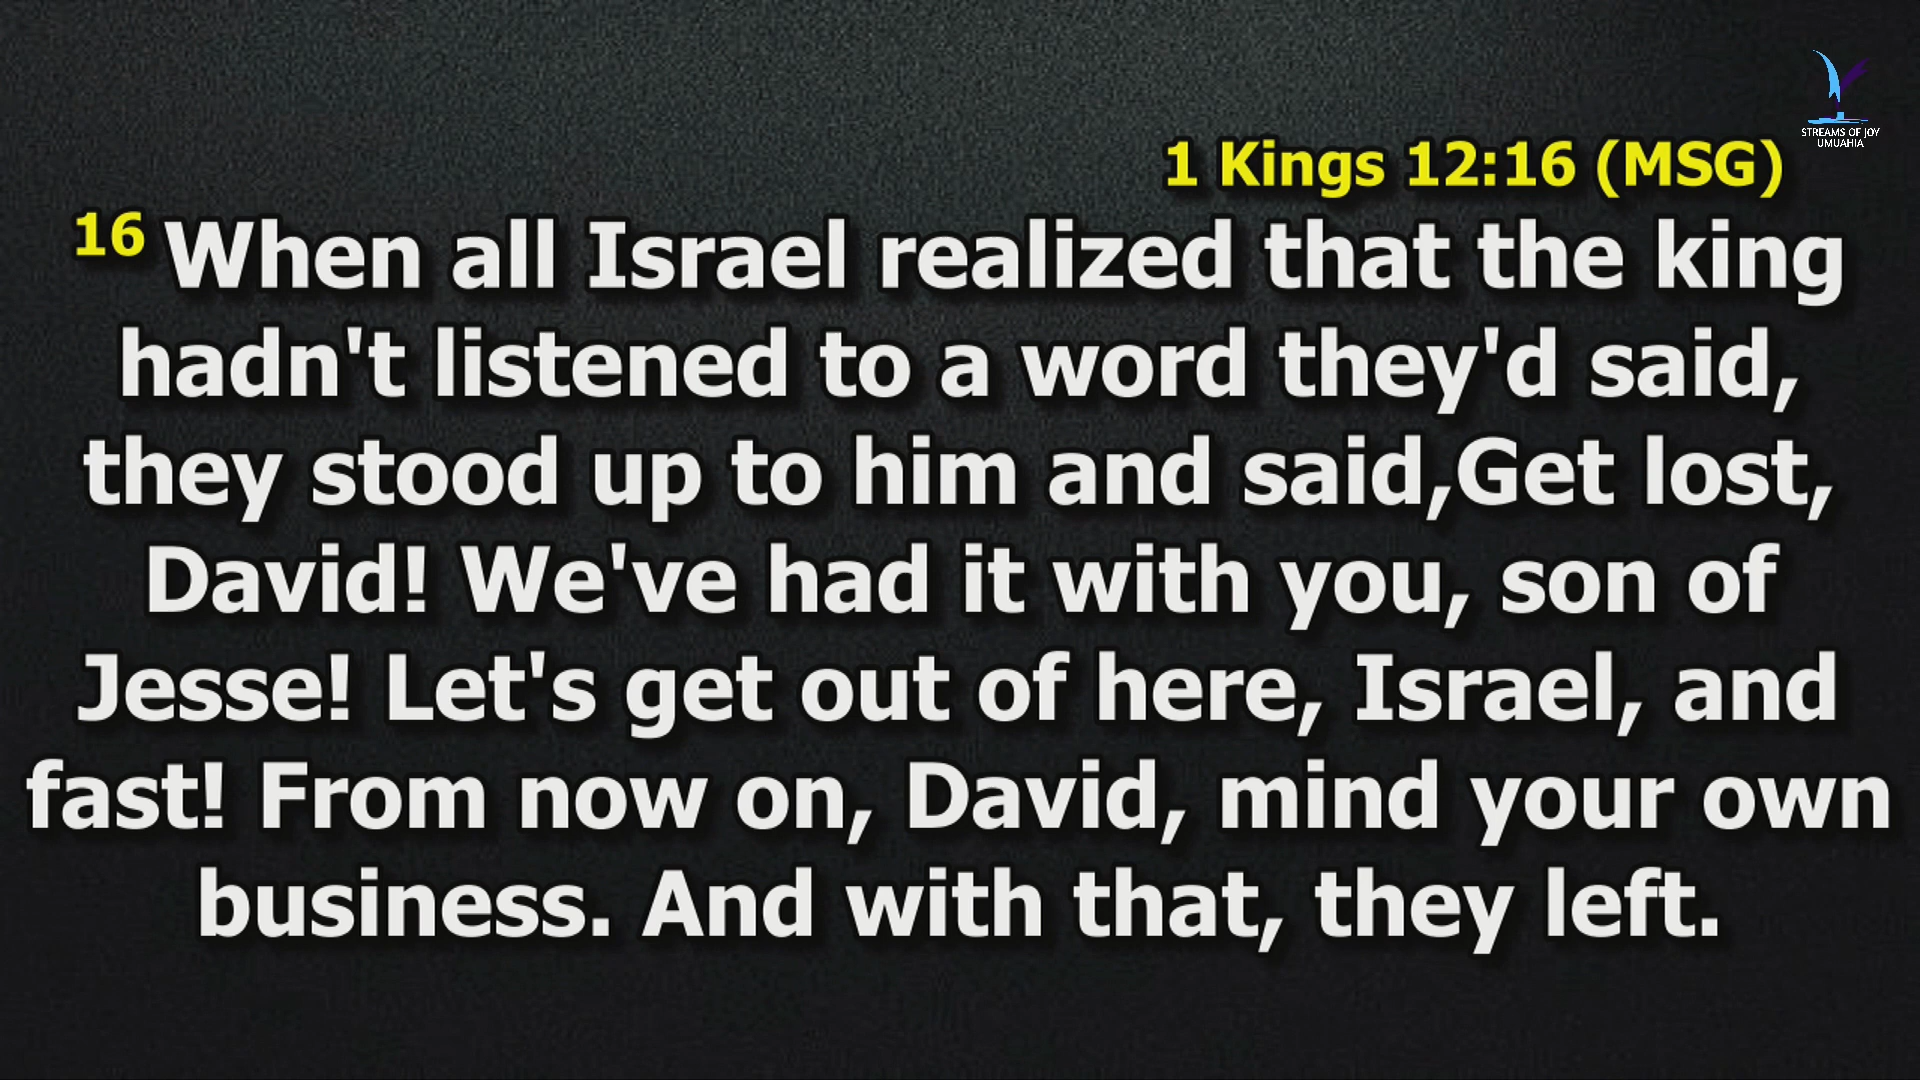 STREAMS OF JOY
UMUAHIA
1 Kings 12:16 (MSG)
16 When all Israel realized that the king
hadn't listened to a word they'd said,
they stood up to him and said,Get lost,
David! We've had it with you, son of
Jesse! Let's get out of here, Israel, and
fast! From now on, David, mind your own
business. And with that, they left.